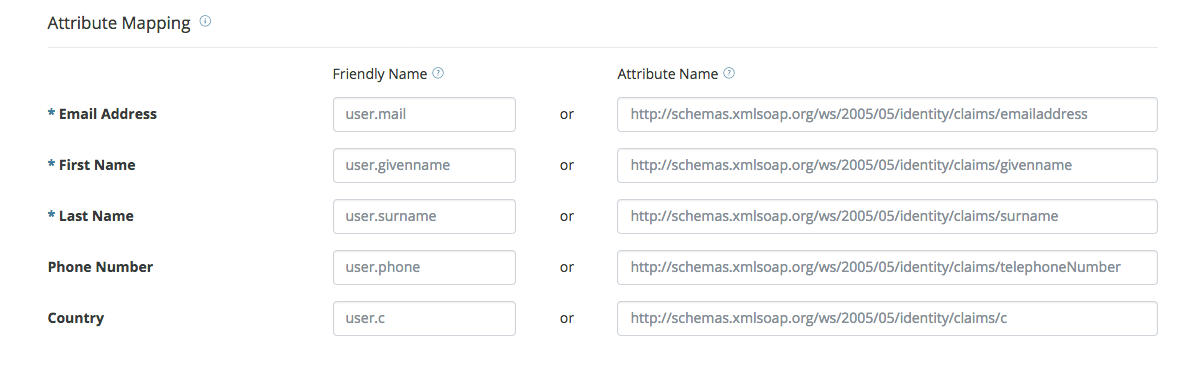 Attribute Mapping
Friendly Name Attribute Name
* Email Address user.mail or http://schemas.xmlsoap.org/ws/2005/05/identity/claims/emailaddress
* First Name user.givenname or http://schemas.xmlsoap.org/ws/2005/05/identity/claims/givenname
* Last Name user.surname or http://schemas.xmlsoap.org/ws/2005/05/identity/claims/surname
Phone Number user.phone or http://schemas.xmlsoap.org/ws/2005/05/identity/claims/telephoneNumber
Country user.c or http://schemas.xmlsoap.org/ws/2005/05/identity/claims/c